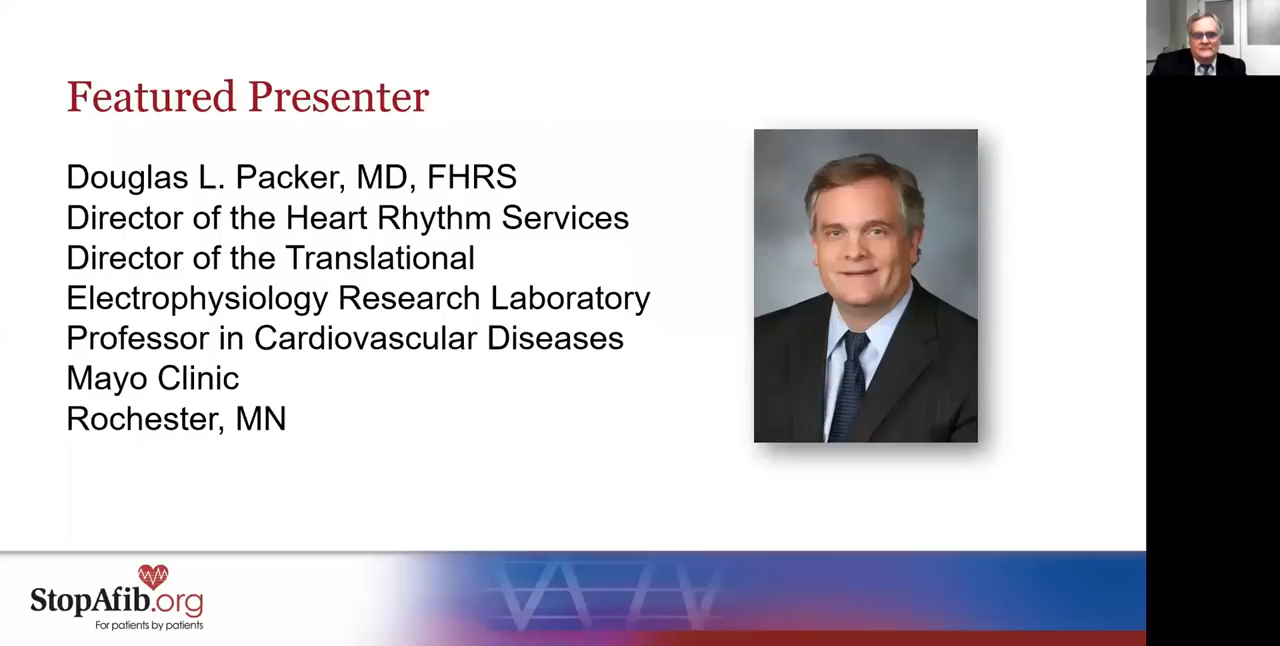 Featured Presenter
Douglas L. Packer, MD, FHRS
Director of the Heart Rhythm Services
Director of the Translational
Electrophysiology Research Laboratory
Professor in Cardiovascular Diseases
Mayo Clinic
Rochester, MN
StopAfib.org
For patients by patients